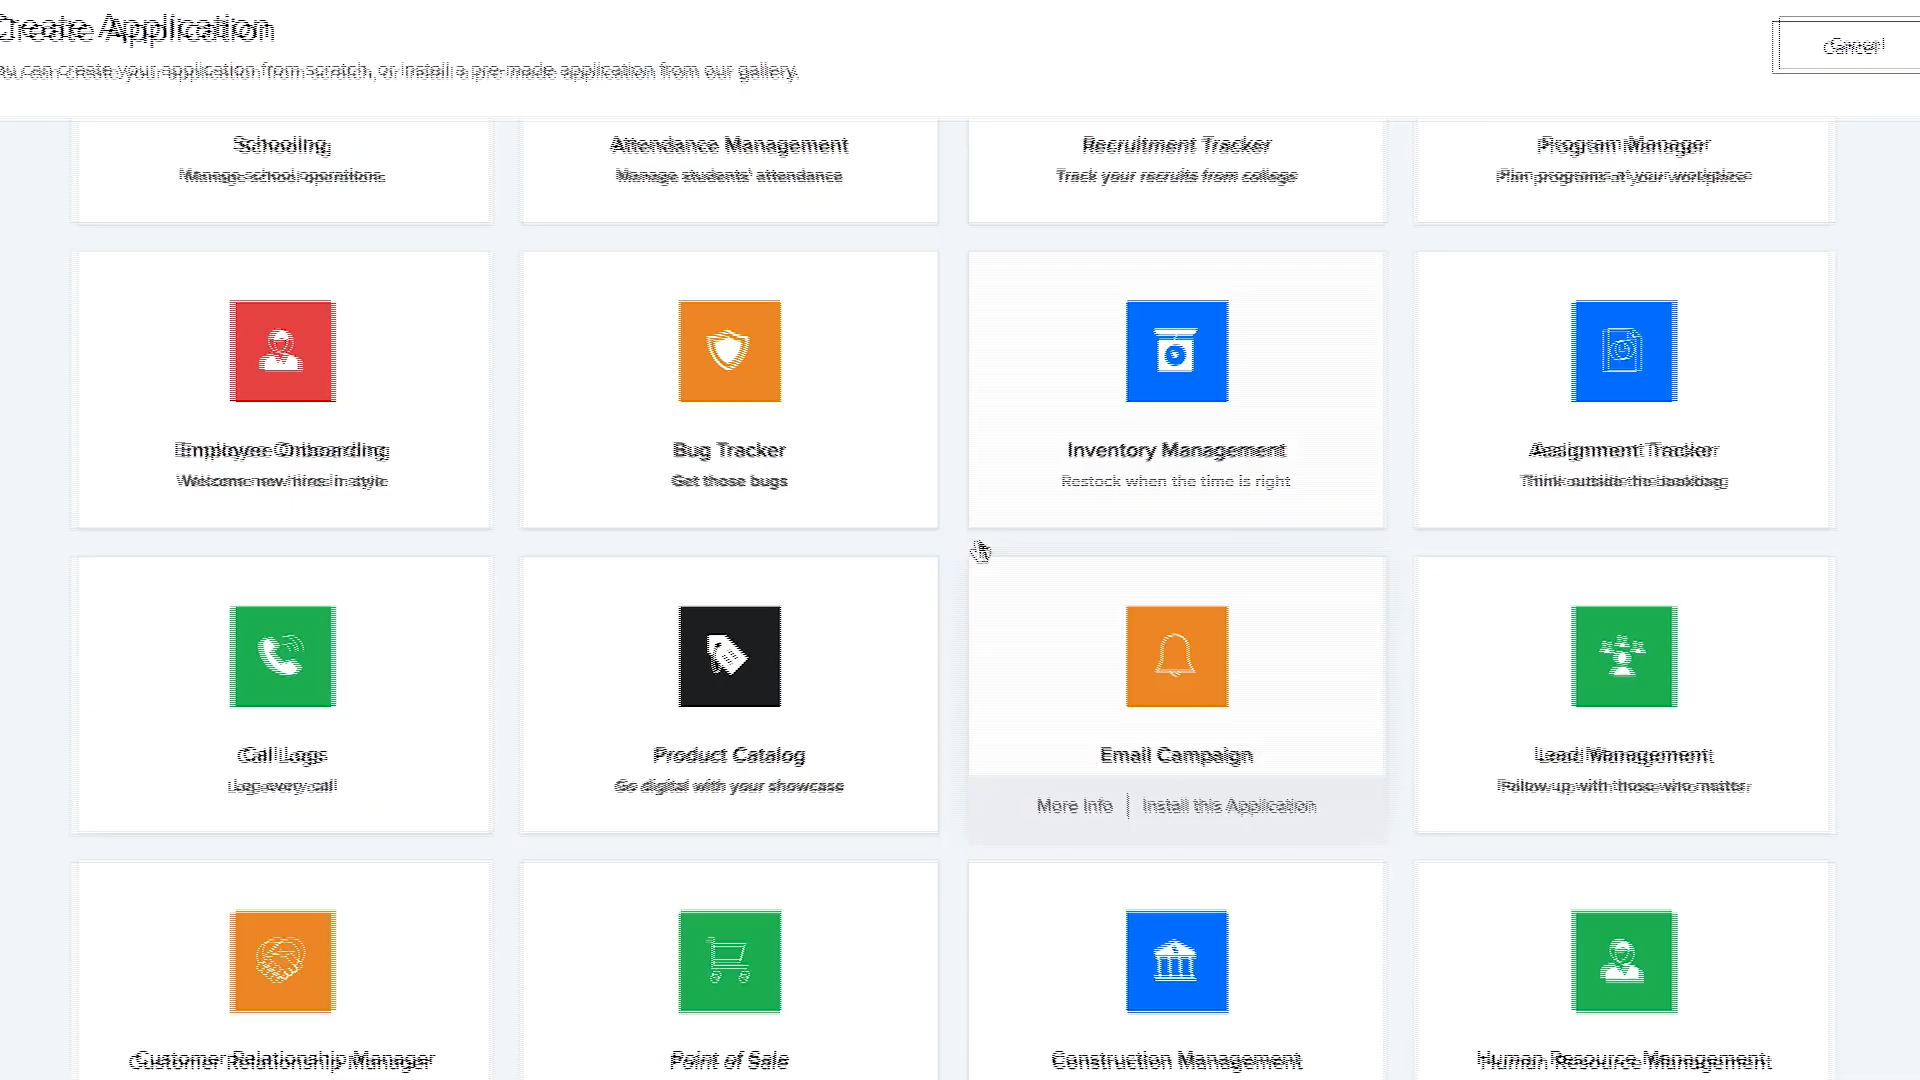 Create Application
Cancel
ou can create your application from scratch, or install a pre-made application from our gallery.
Schooling
Attendance Management
Recruitment Tracker
Program Manager
Manage school operations
Manage students' attendance
Track your recruits from college
Plan programs at your workplace
Employee Onboarding
Bug Tracker
Inventory Management
Assignment Tracker
Welcome new hires in style
Get those bugs
Restock when the time is right
Think outside the bookbag
Call Logs
Product Catalog
Email Campaign
Lead Management
Log every call
Go digital with your showcase
More Info | Install this Application
Follow up with those who matter
Customer Relationship Manager
Point of Sale
Construction Management
Human Resource Management